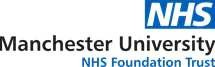 NHS
Manchester University
NHS Foundation Trust